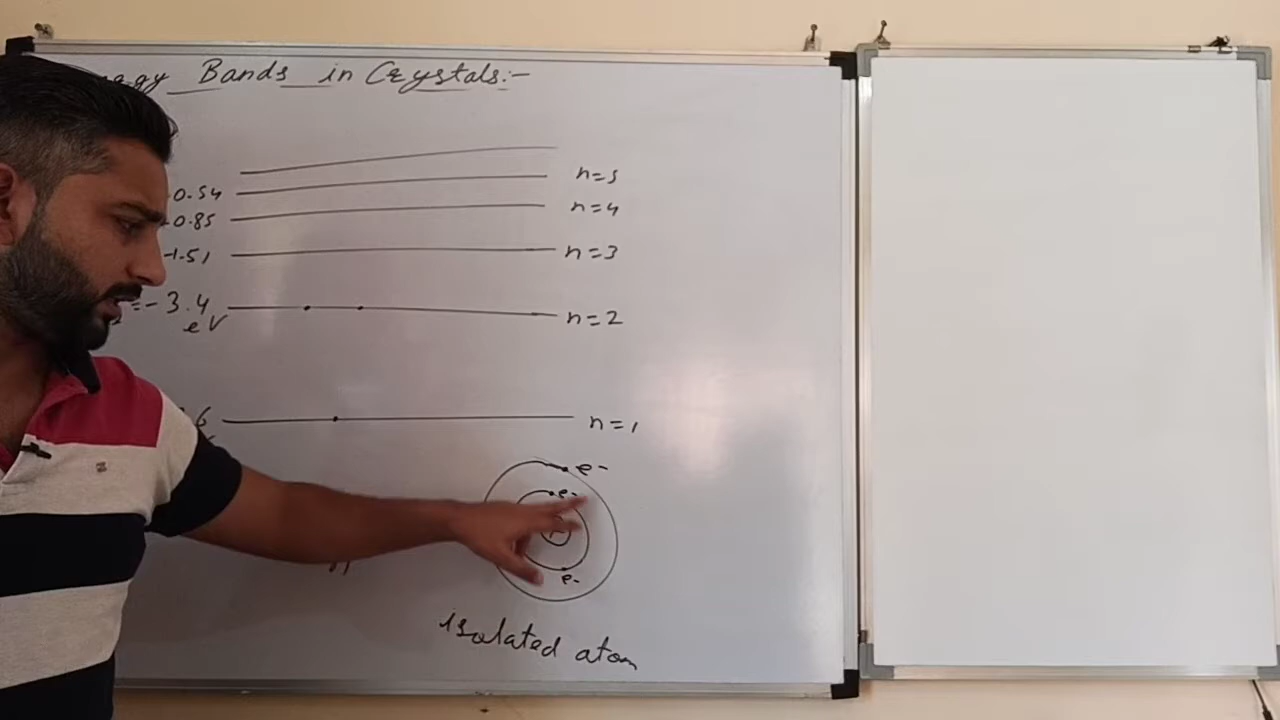 Bands in Crystals:-
n=5
0.54
n=4
-0.85
n=3
-1.51
=-3.4
eV
n=2
6
n=1
e-
e-
e-
isolated atom